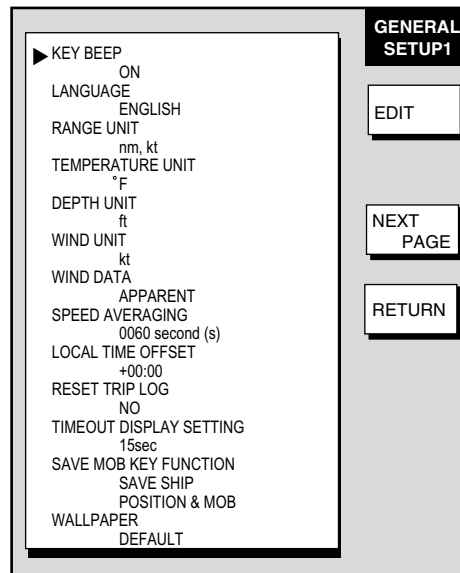 GENERAL
SETUP1
▶KEY BEEP
ON
LANGUAGE
ENGLISH
RANGE UNIT
nm, kt
TEMPERATURE UNIT
°F
DEPTH UNIT
ft
WIND UNIT
kt
WIND DATA
APPARENT
SPEED AVERAGING
0060 second (s)
LOCAL TIME OFFSET
+00:00
RESET TRIP LOG
NO
TIMEOUT DISPLAY SETTING
15sec
SAVE MOB KEY FUNCTION
SAVE SHIP
POSITION & MOB
WALLPAPER
DEFAULT
EDIT
NEXT
PAGE
RETURN